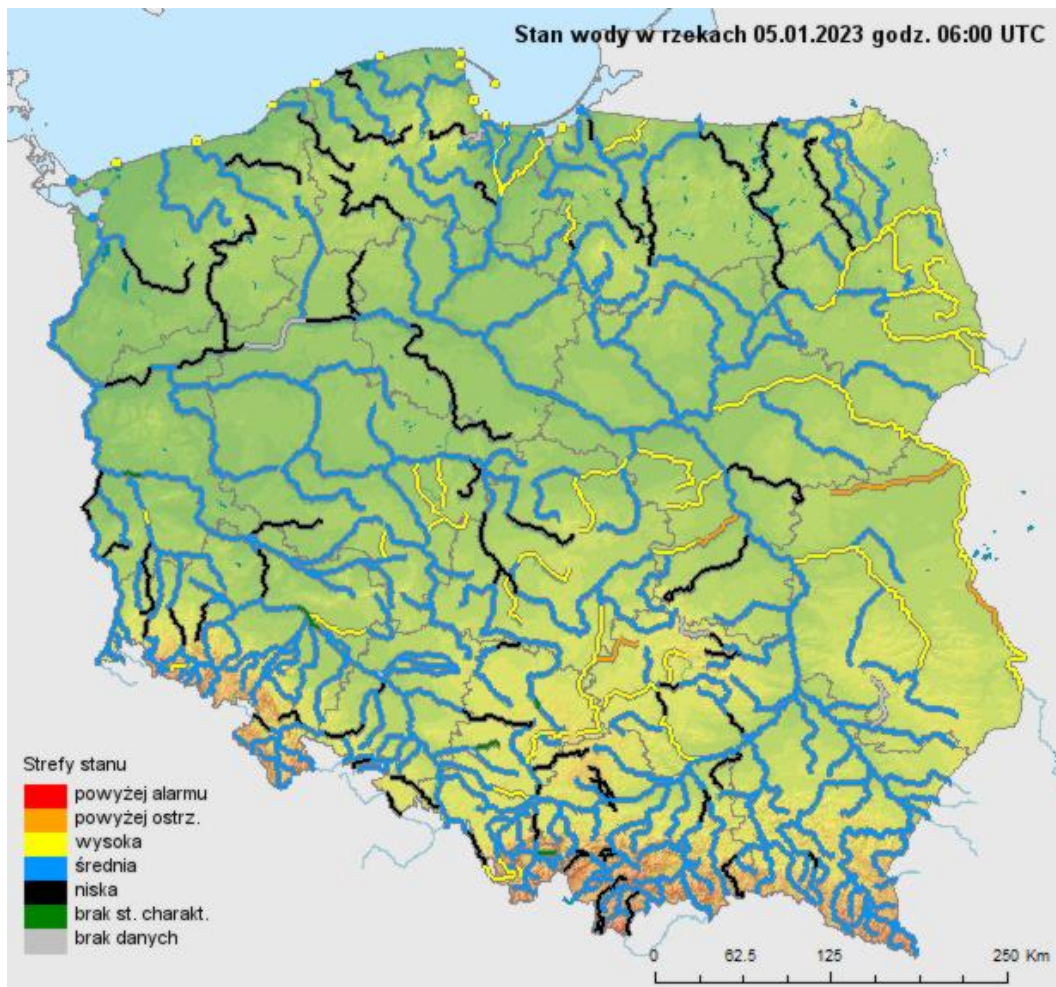 Stan wody w rzekach 05.01.2023 godz. 06:00 UTC
Strefy stanu
powyżej alarmu
powyżej ostrz.
wysoka
średnia
niska
brak st. charakt.
brak danych
0 62.5 125 250 Km